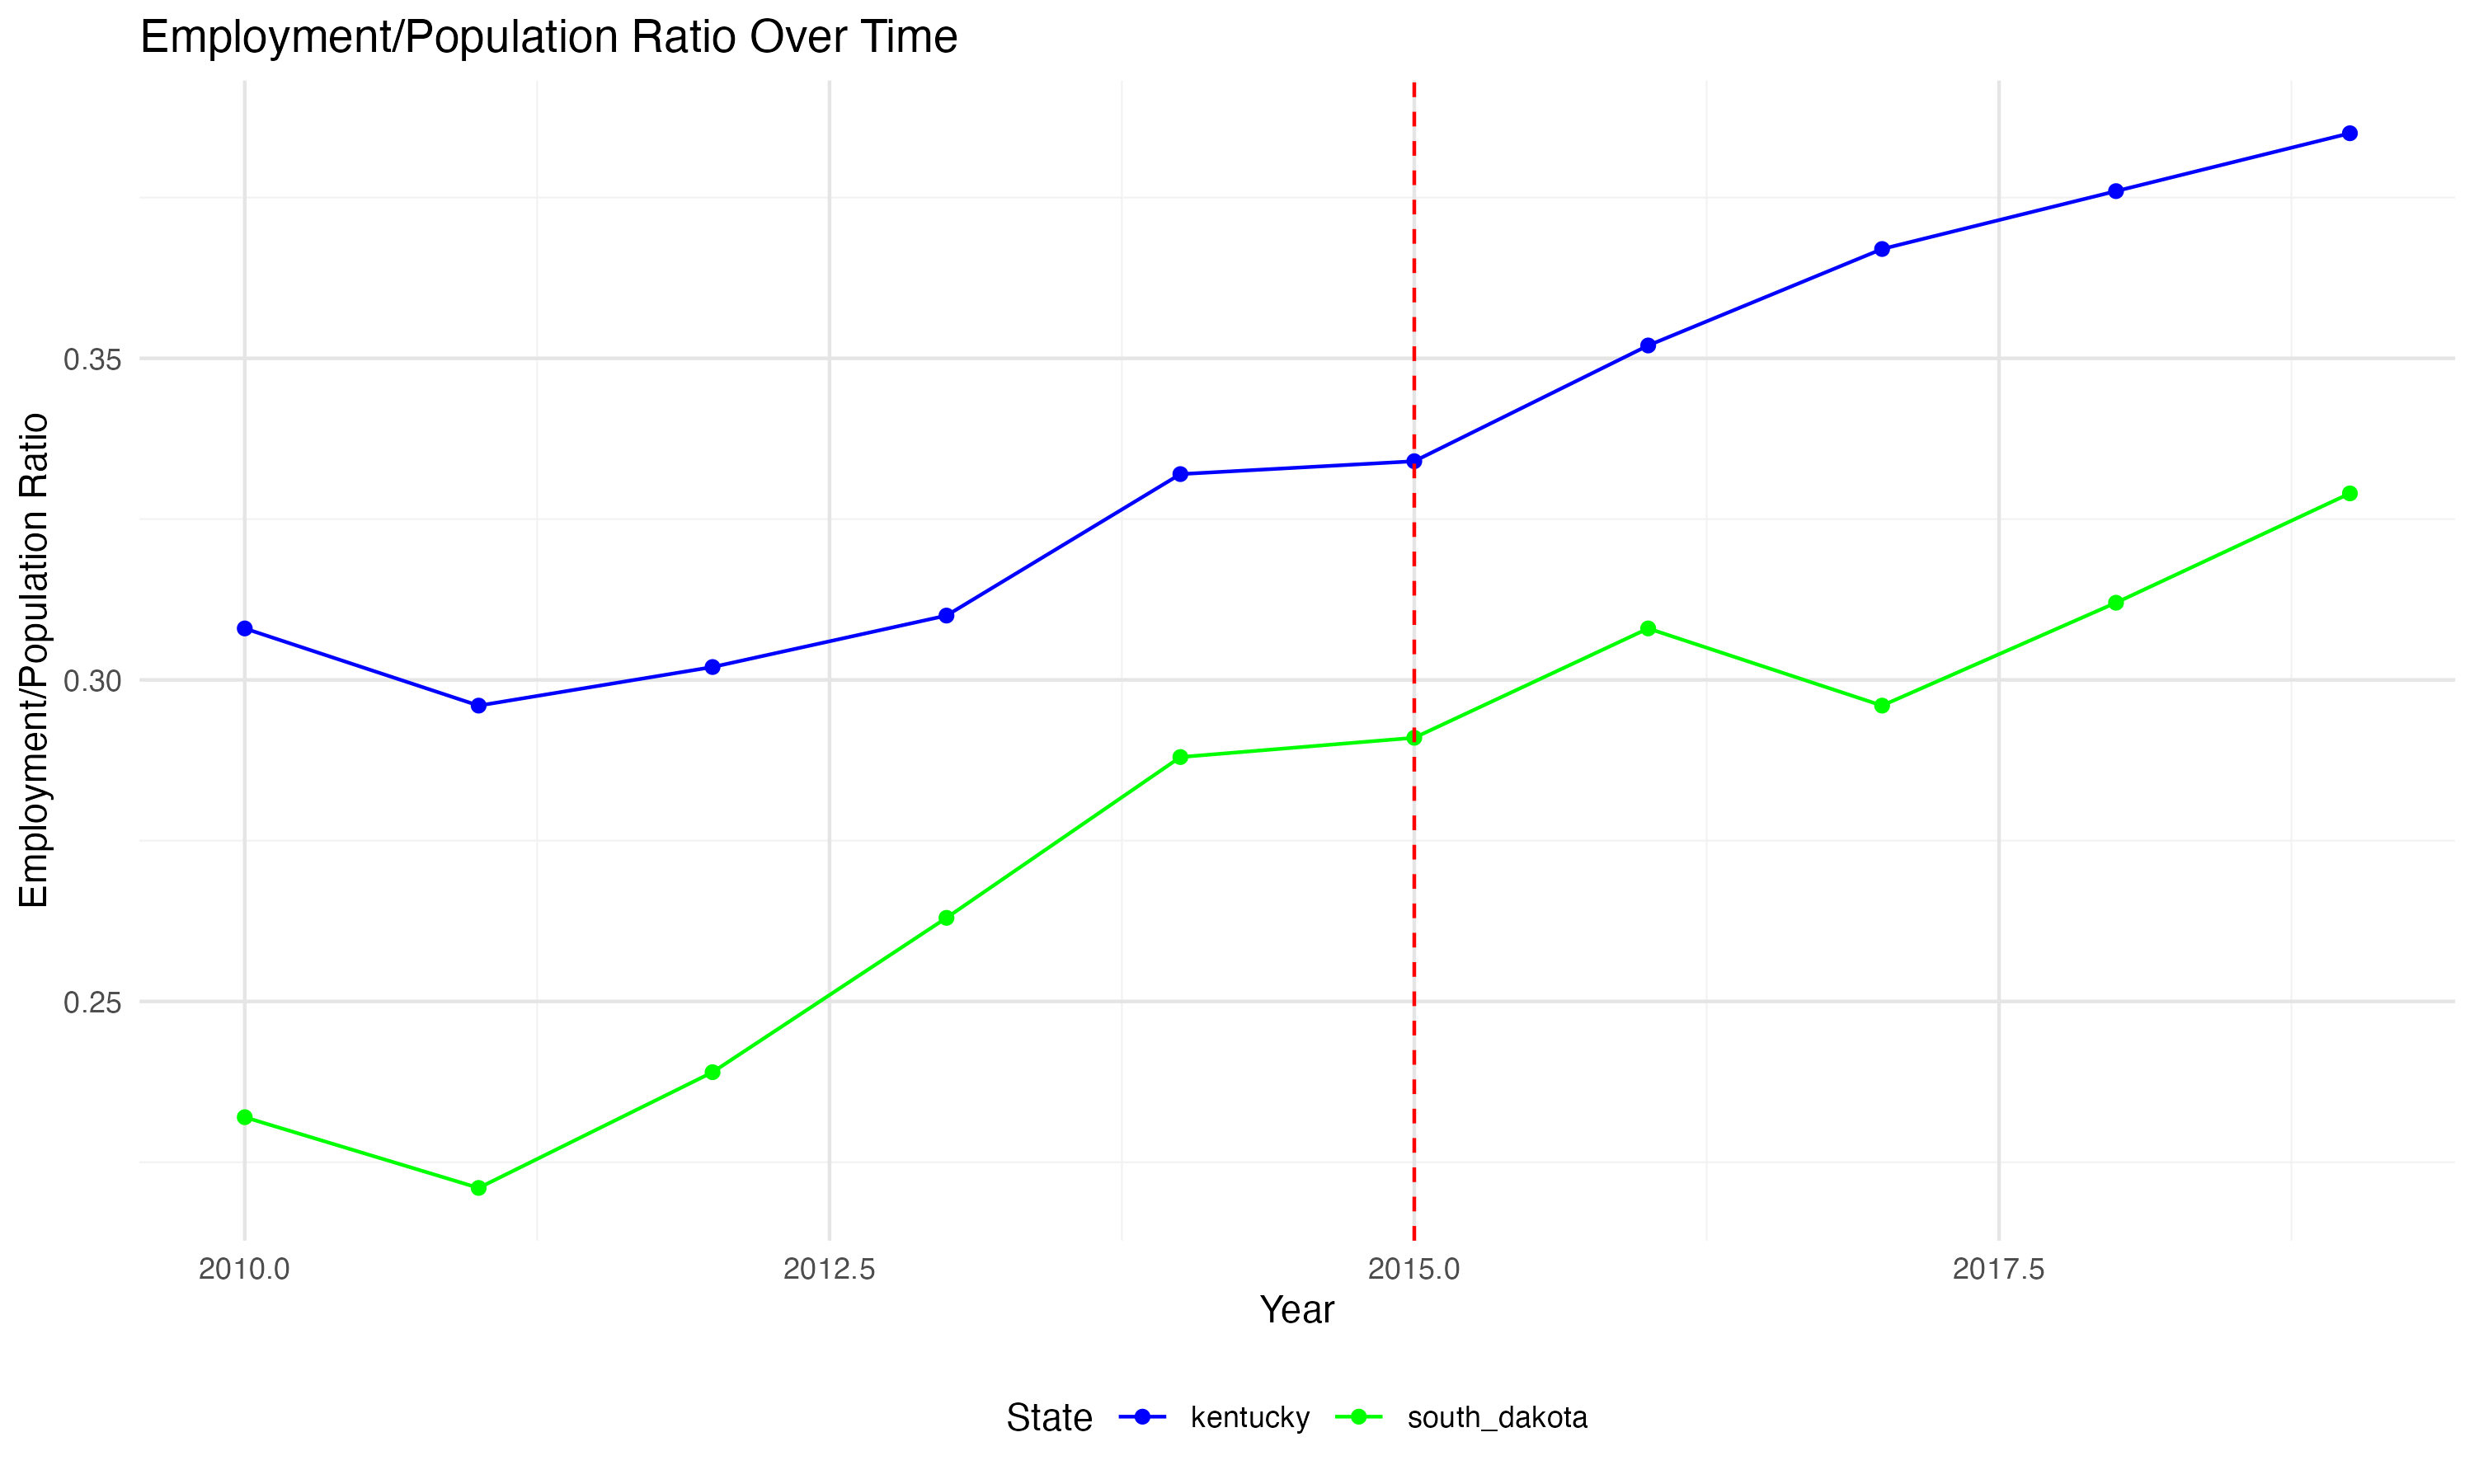 Employment/Population Ratio Over Time
Employment/Population Ratio
0.35
0.30
0.25
2010.0 2012.5 2015.0 2017.5
Year
State kentucky south_dakota